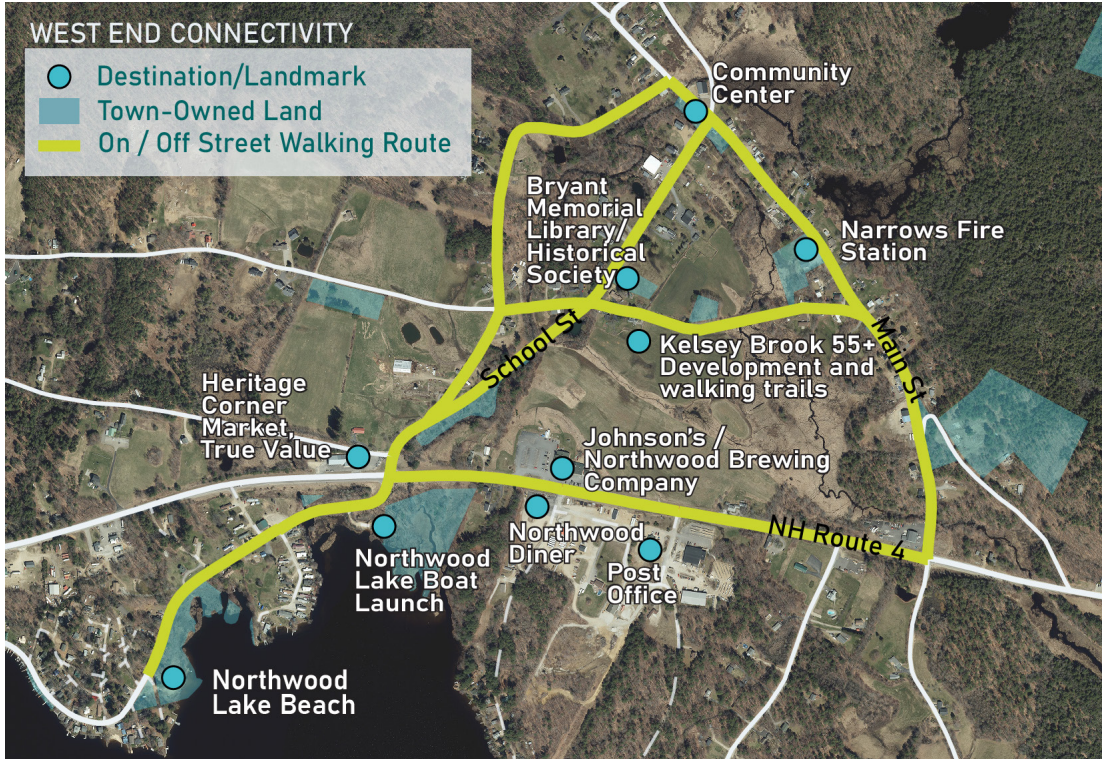 WEST END CONNECTIVITY
Destination/Landmark
Town-Owned Land
On / Off Street Walking Route
Community
Center
Bryant
Memorial
Library/
Historical
Society
Narrows Fire
Station
School St
Main St
Kelsey Brook 55+
Development and
walking trails
Heritage
Corner
Market,
True Value
Johnson's /
Northwood Brewing
Company
NH Route 4
Northwood
Diner
Northwood
Lake Boat
Launch
Post
Office
Northwood
Lake Beach